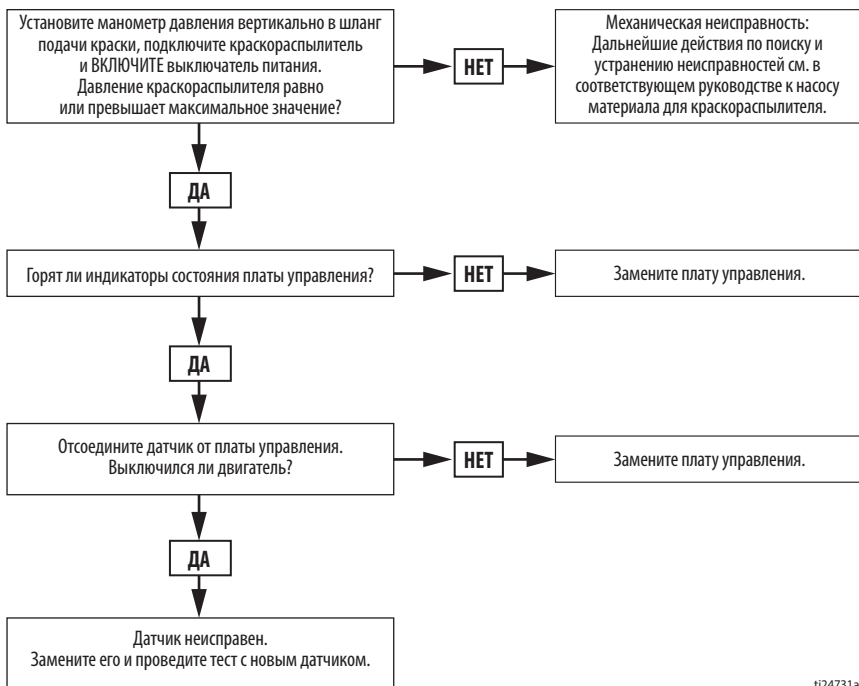 Установите манометр давления вертикально в шланг
подачи краски, подключите краскораспылитель
и ВКЛЮЧИТЕ выключатель питания.
Давление краскораспылителя равно
или превышает максимальное значение?
НЕТ
Механическая неисправность:
Дальнейшие действия по поиску и
устранению неисправностей см. в
соответствующем руководстве к насосу
материала для краскораспылителя.
ДА
Горят ли индикаторы состояния платы управления?
НЕТ
Замените плату управления.
ДА
Отсоедините датчик от платы управления.
Выключился ли двигатель?
НЕТ
Замените плату управления.
ДА
Датчик неисправен.
Замените его и проведите тест с новым датчиком.
ti24731a